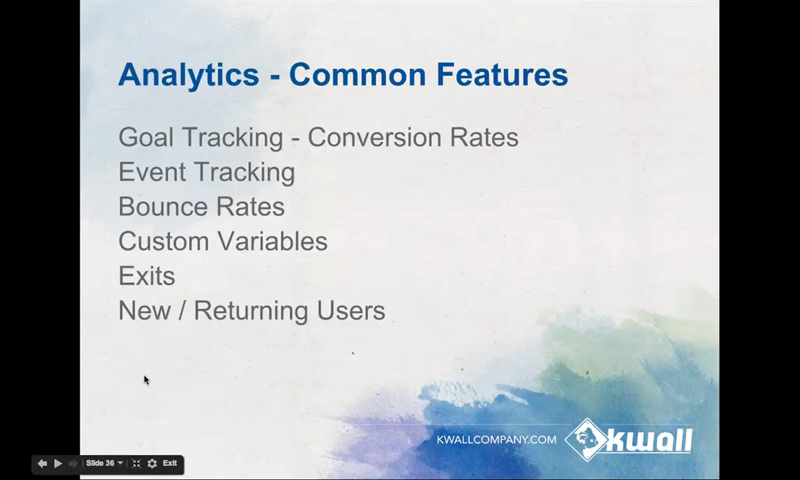 Analytics - Common Features
Goal Tracking - Conversion Rates
Event Tracking
Bounce Rates
Custom Variables
Exits
New / Returning Users
KWALLCOMPANY.COM
kwall
Slide 36
Exit